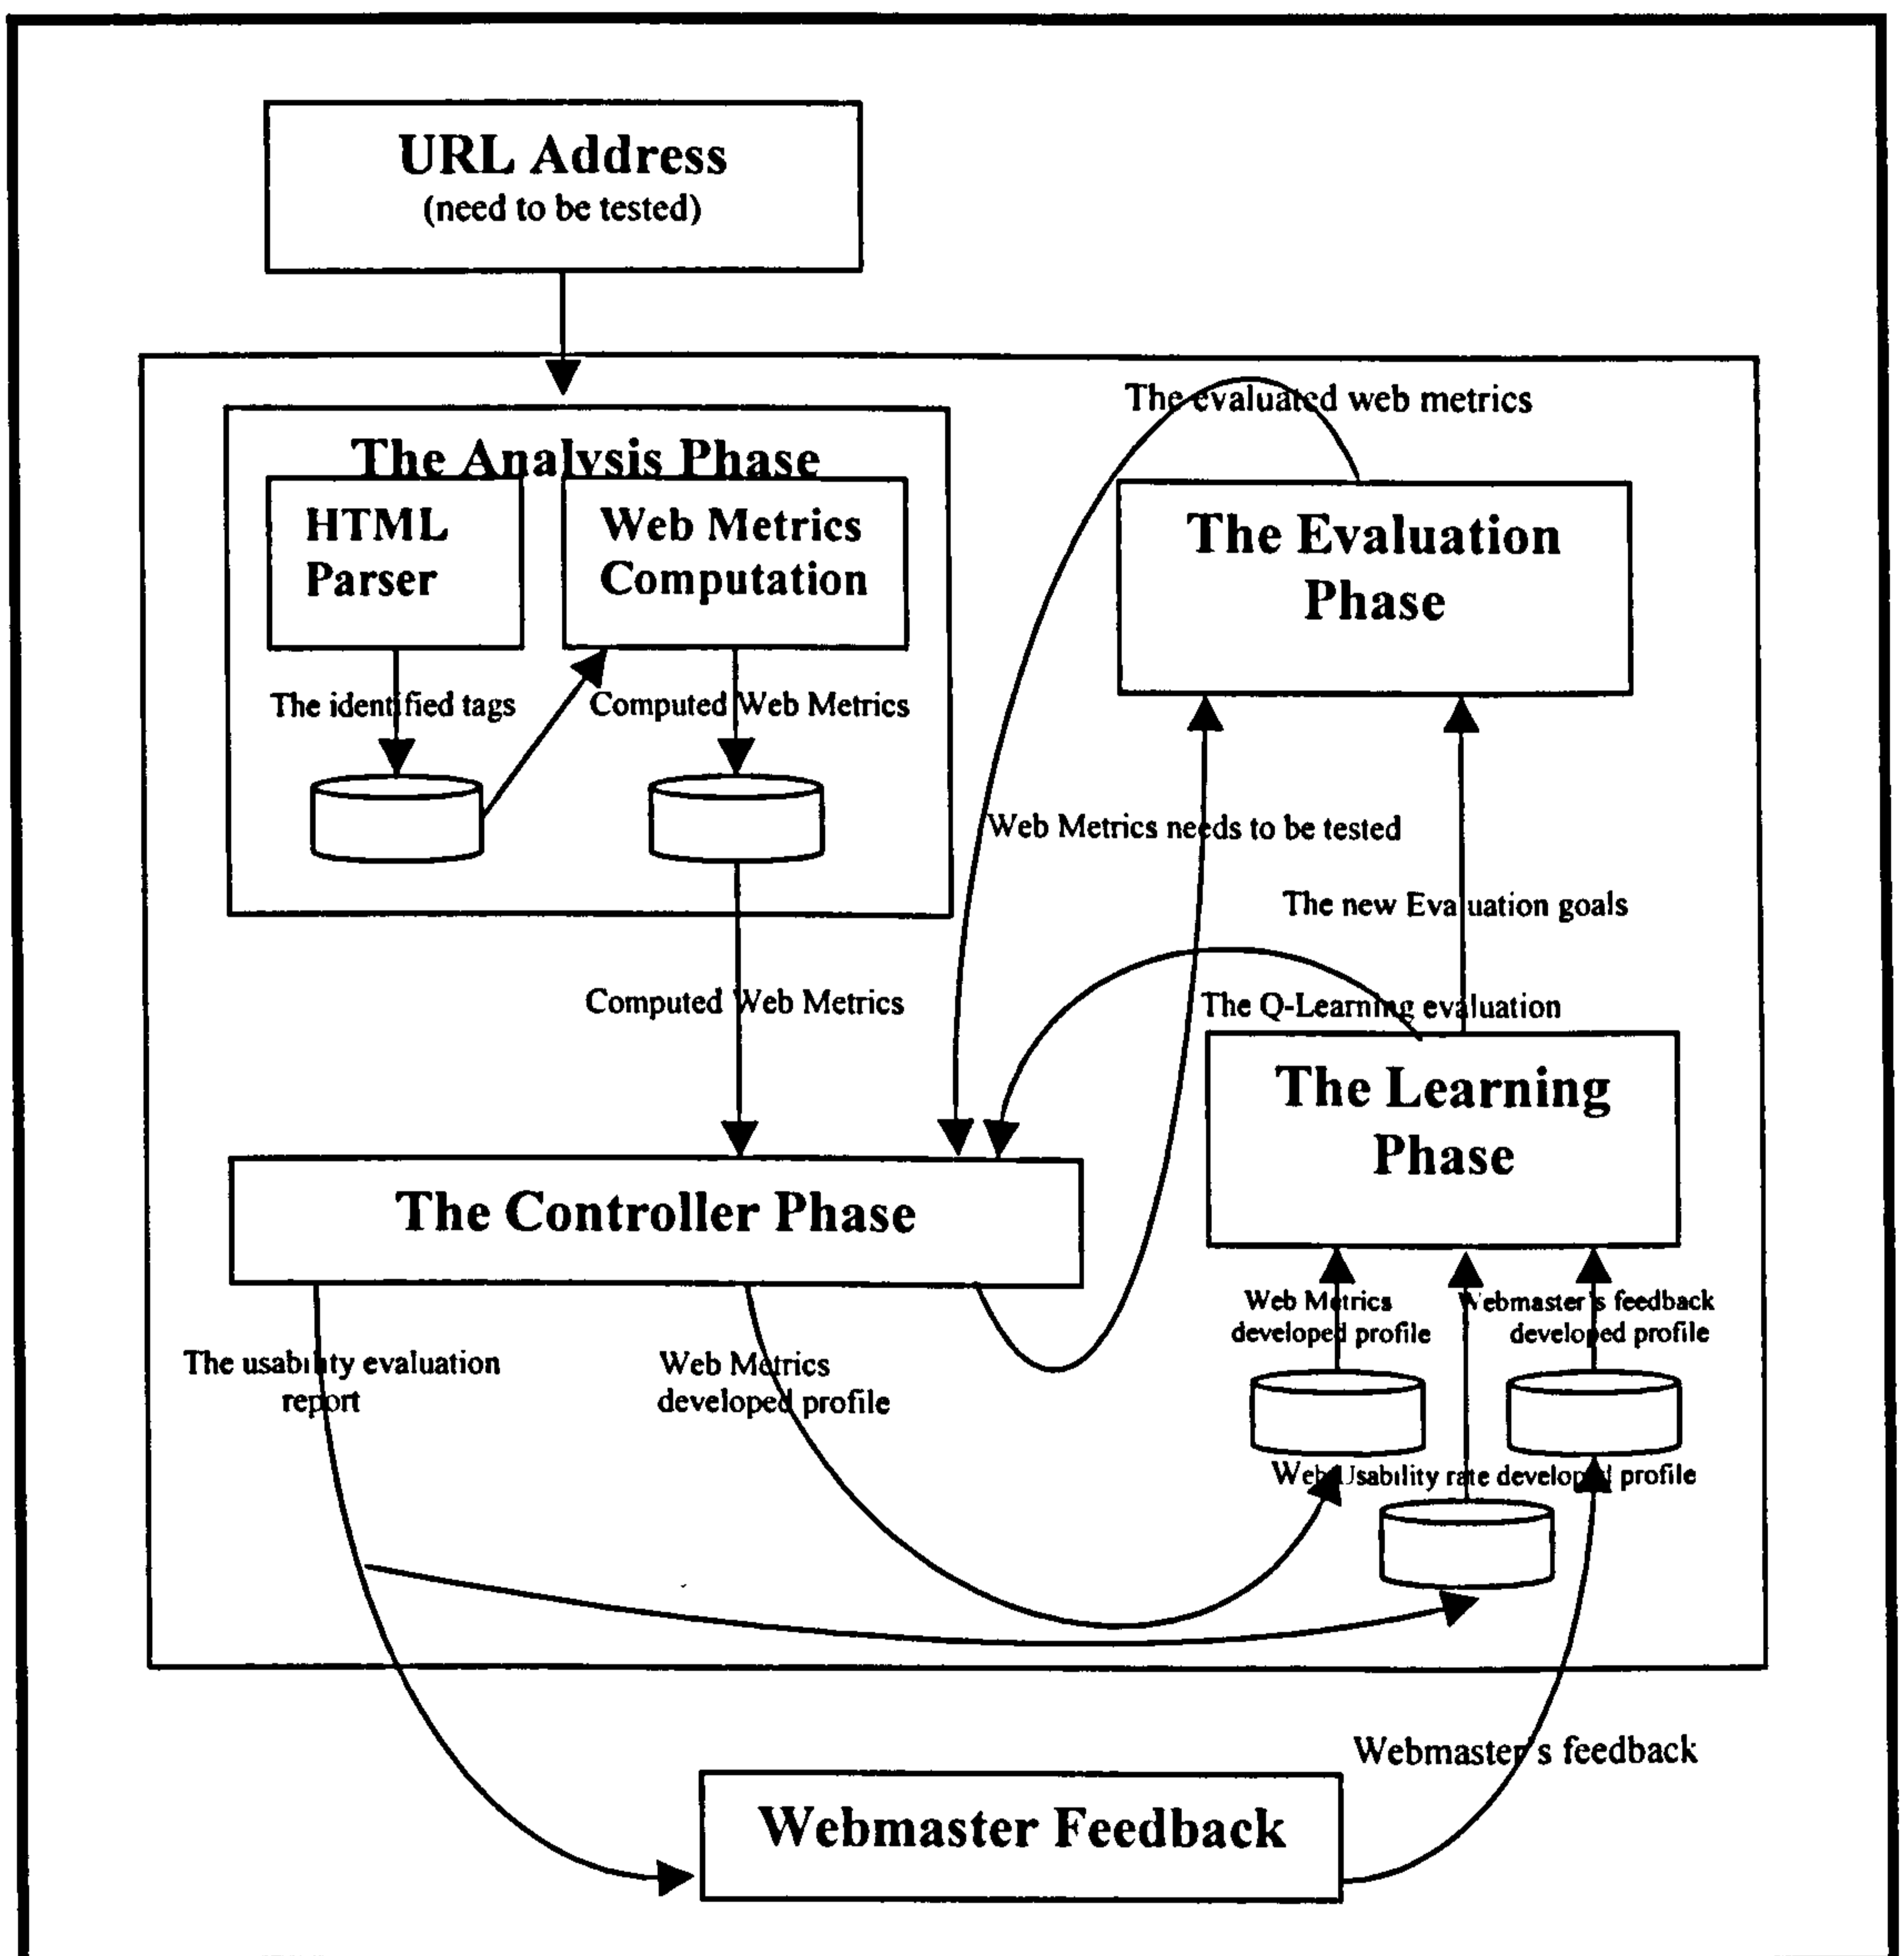 URL Address
(need to be tested)
The evaluated web metrics
The Analysis Phase
HTML
Parser
Web Metrics
Computation
The Evaluation
Phase
The identified tags
Computed Web Metrics
Web Metrics needs to be tested
The new Evaluation goals
Computed Web Metrics
The Q-Learning evaluation
The Learning
Phase
The Controller Phase
Web Metrics
developed profile
Webmaster's feedback
developed profile
The usability evaluation
report
Web Metrics
developed profile
Web Usability rate developed profile
Webmaster's feedback
Webmaster Feedback